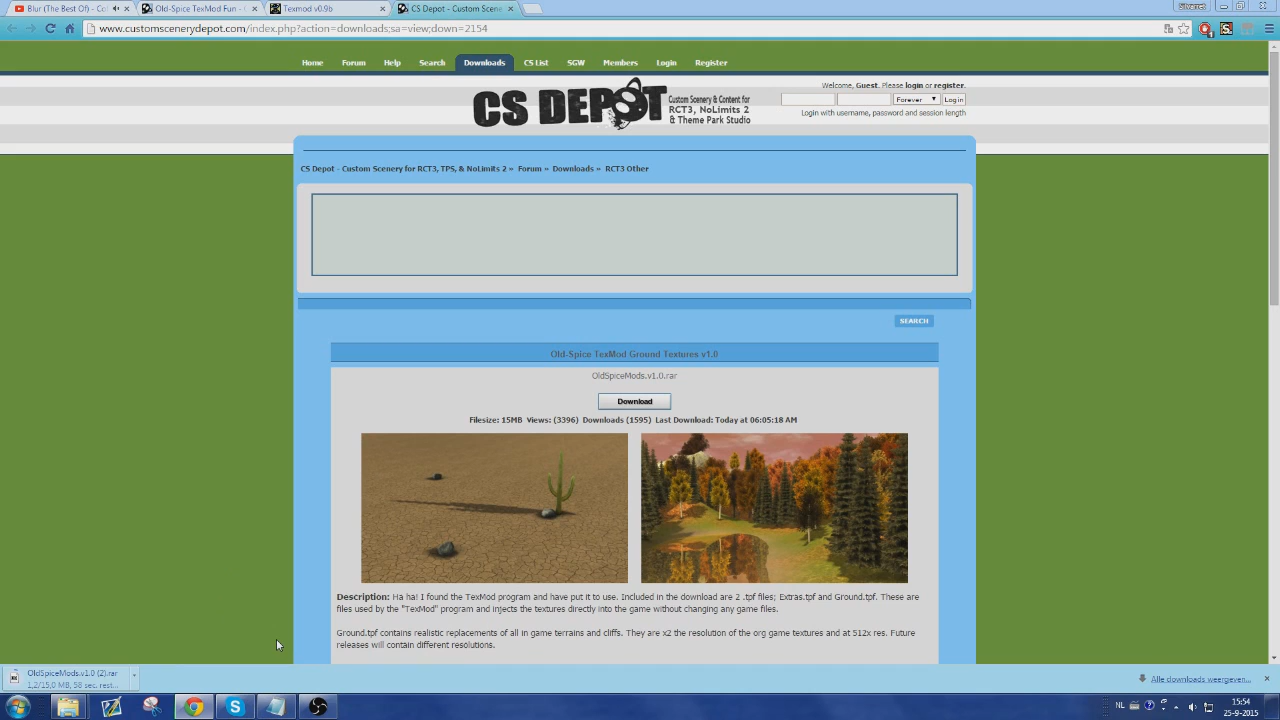 Blur (The Best Of) - Co
Old-Spice TexMod Fun - C
Texmod v0.9b
CS Depot - Custom Scene
www.customscenerydepot.com/index.php?action=downloads;sa=view;down=2154
Home Forum Help Search Downloads CS List SGW Members Login Register
CS DEPOT
Custom Scenery & Content for
RCT3, NoLimits 2
& Theme Park Studio
Welcome, Guest. Please login or register.
Forever
Login
Login with username, password and session length
CS Depot - Custom Scenery for RCT3, TPS, & NoLimits 2 » Forum » Downloads » RCT3 Other
SEARCH
Old-Spice TexMod Ground Textures v1.0
OldSpiceMods.v1.0.rar
Download
Filesize: 15MB Views: (3396) Downloads (1595) Last Download: Today at 06:05:18 AM
Description: Ha ha! I found the TexMod program and have put it to use. Included in the download are 2 .tpf files; Extras.tpf and Ground.tpf. These are
files used by the "TexMod" program and injects the textures directly into the game without changing any game files.
Ground.tpf contains realistic replacements of all in game terrains and cliffs. They are x2 the resolution of the org game textures and at 512x res. Future
releases will contain different resolutions.
OldSpiceMods.v1.0 (2).rar
1,2/15,0 MB, 58 sec. rest...
Alle downloads weergeven...
NL
15:54
25-9-2015